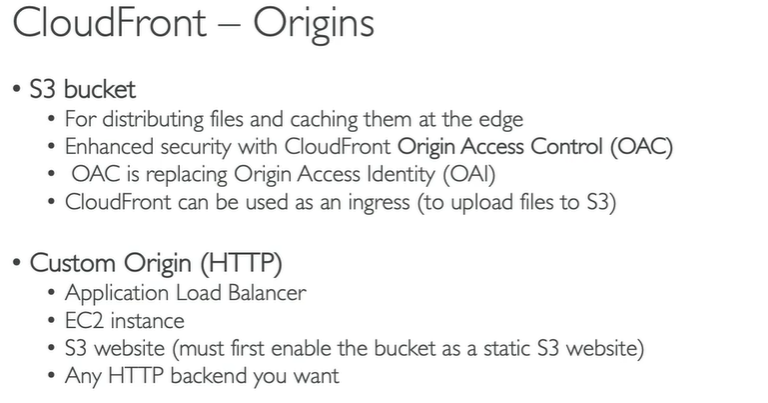 CloudFront – Origins
• S3 bucket
• For distributing files and caching them at the edge
• Enhanced security with CloudFront Origin Access Control (OAC)
• OAC is replacing Origin Access Identity (OAI)
• CloudFront can be used as an ingress (to upload files to S3)
• Custom Origin (HTTP)
• Application Load Balancer
• EC2 instance
• S3 website (must first enable the bucket as a static S3 website)
• Any HTTP backend you want